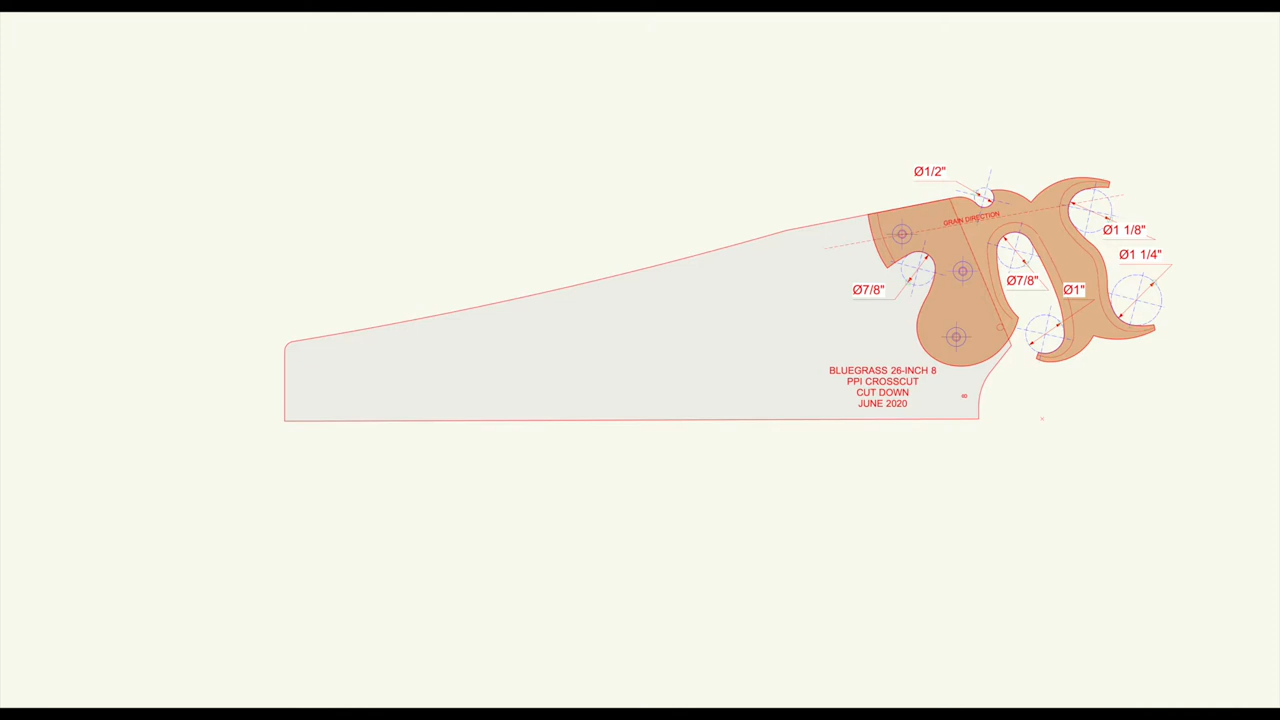 Ø1/2"
GRAIN DIRECTION
Ø1 1/8"
Ø1 1/4"
Ø7/8"
Ø7/8"
Ø1"
BLUEGRASS 26-INCH 8
PPI CROSSCUT
CUT DOWN
JUNE 2020
8